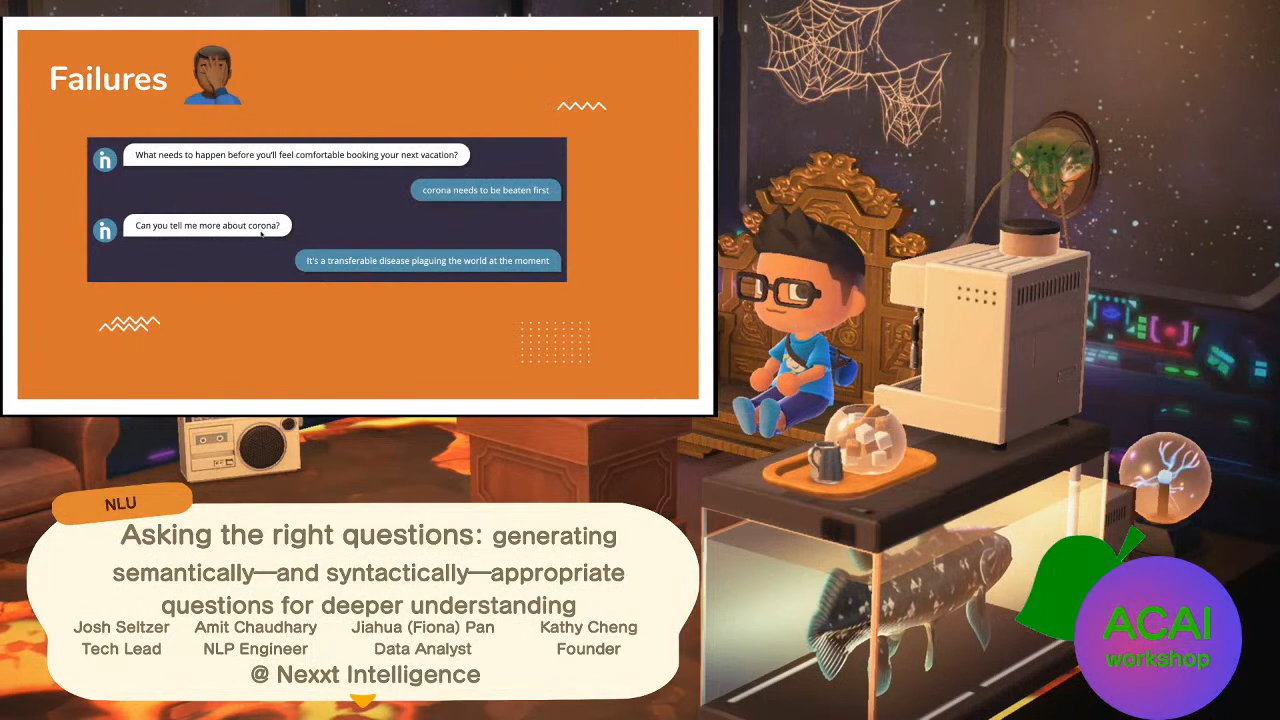 Failures
What needs to happen before you'll feel comfortable booking your next vacation?
corona needs to be beaten first
Can you tell me more about corona?
It's a transferable disease plaguing the world at the moment
NLU
Asking the right questions: generating
semantically—and syntactically—appropriate
questions for deeper understanding
Josh Seltzer Amit Chaudhary Jiahua (Fiona) Pan Kathy Cheng
Tech Lead NLP Engineer Data Analyst Founder
@ Nexxt Intelligence
ACAI
workshop